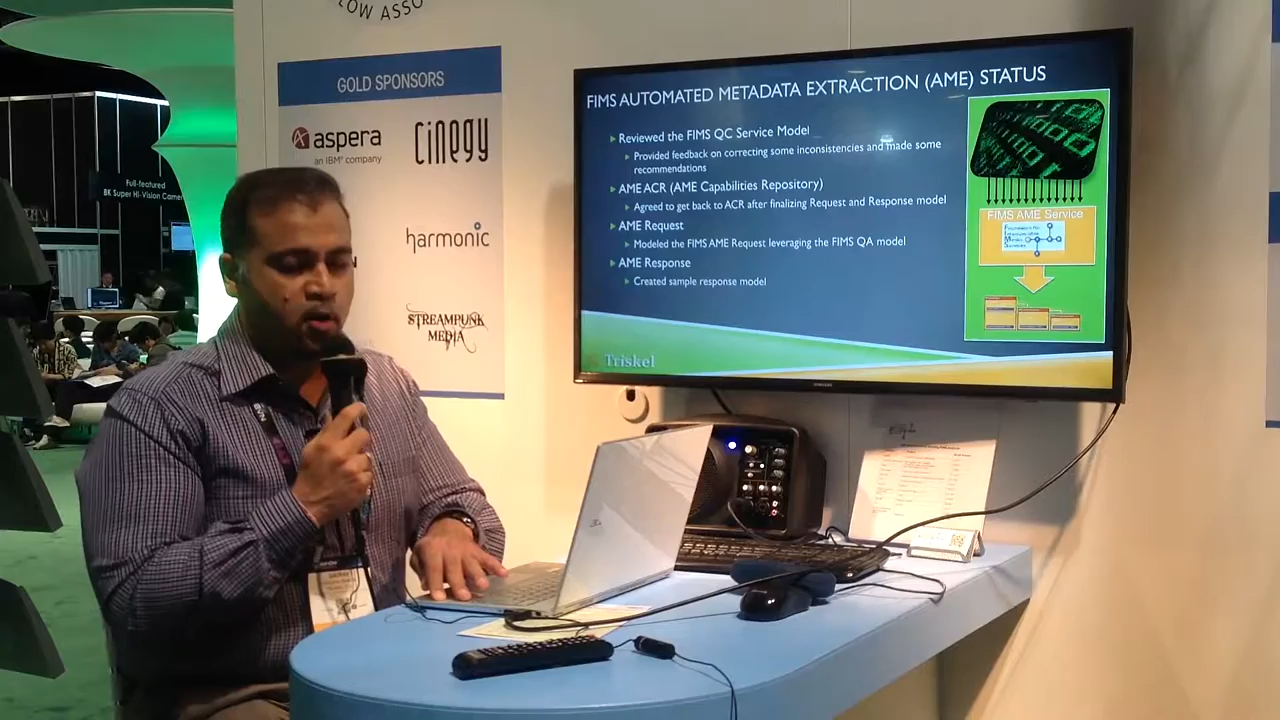 LOW ASSO
GOLD SPONSORS
aspera
an IBM® company
Cinegy
harmonic
STREAMPUNK
MEDIA
Full-featured
8K Super Hi-Vision Camer
FIMS AUTOMATED METADATA EXTRACTION (AME) STATUS
Reviewed the FIMS QC Service Model
Provided feedback on correcting some inconsistencies and made some
recommendations
AME ACR (AME Capabilities Repository)
Agreed to get back to ACR after finalizing Request and Response model
AME Request
Modeled the FIMS AME Request leveraging the FIMS QA model
AME Response
Created sample response model
FIMS AME Service
Triskel
SAMSUNG